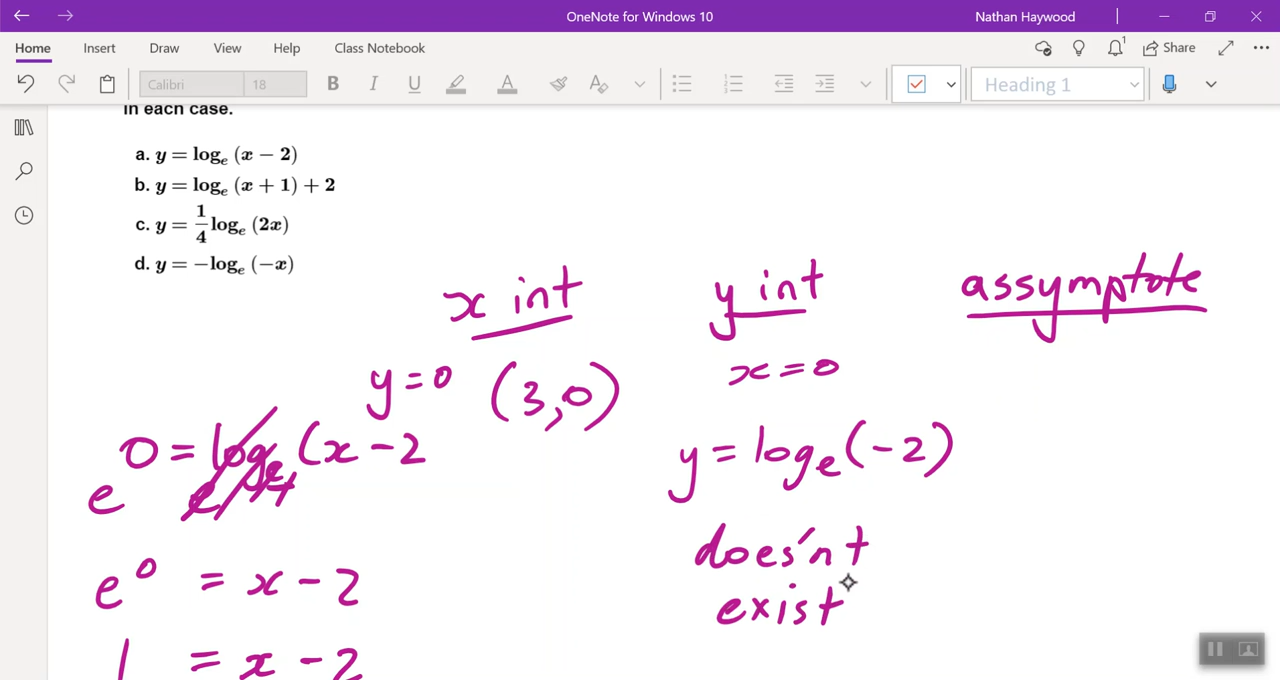 OneNote for Windows 10
Nathan Haywood
Home Insert Draw View Help Class Notebook
1
Share
Calibri 18 B I U A Heading 1
in each case.
a. y = logₑ (x − 2)
b. y = logₑ (x + 1) + 2
c. y = 1/4 logₑ (2x)
d. y = −logₑ (−x)
x int y int assymptote
y = 0 (3,0) x = 0
0 = logₑ (x − 2 y = logₑ(−2)
e e
does'nt
e⁰ = x − 2 exist
1 = x − 2